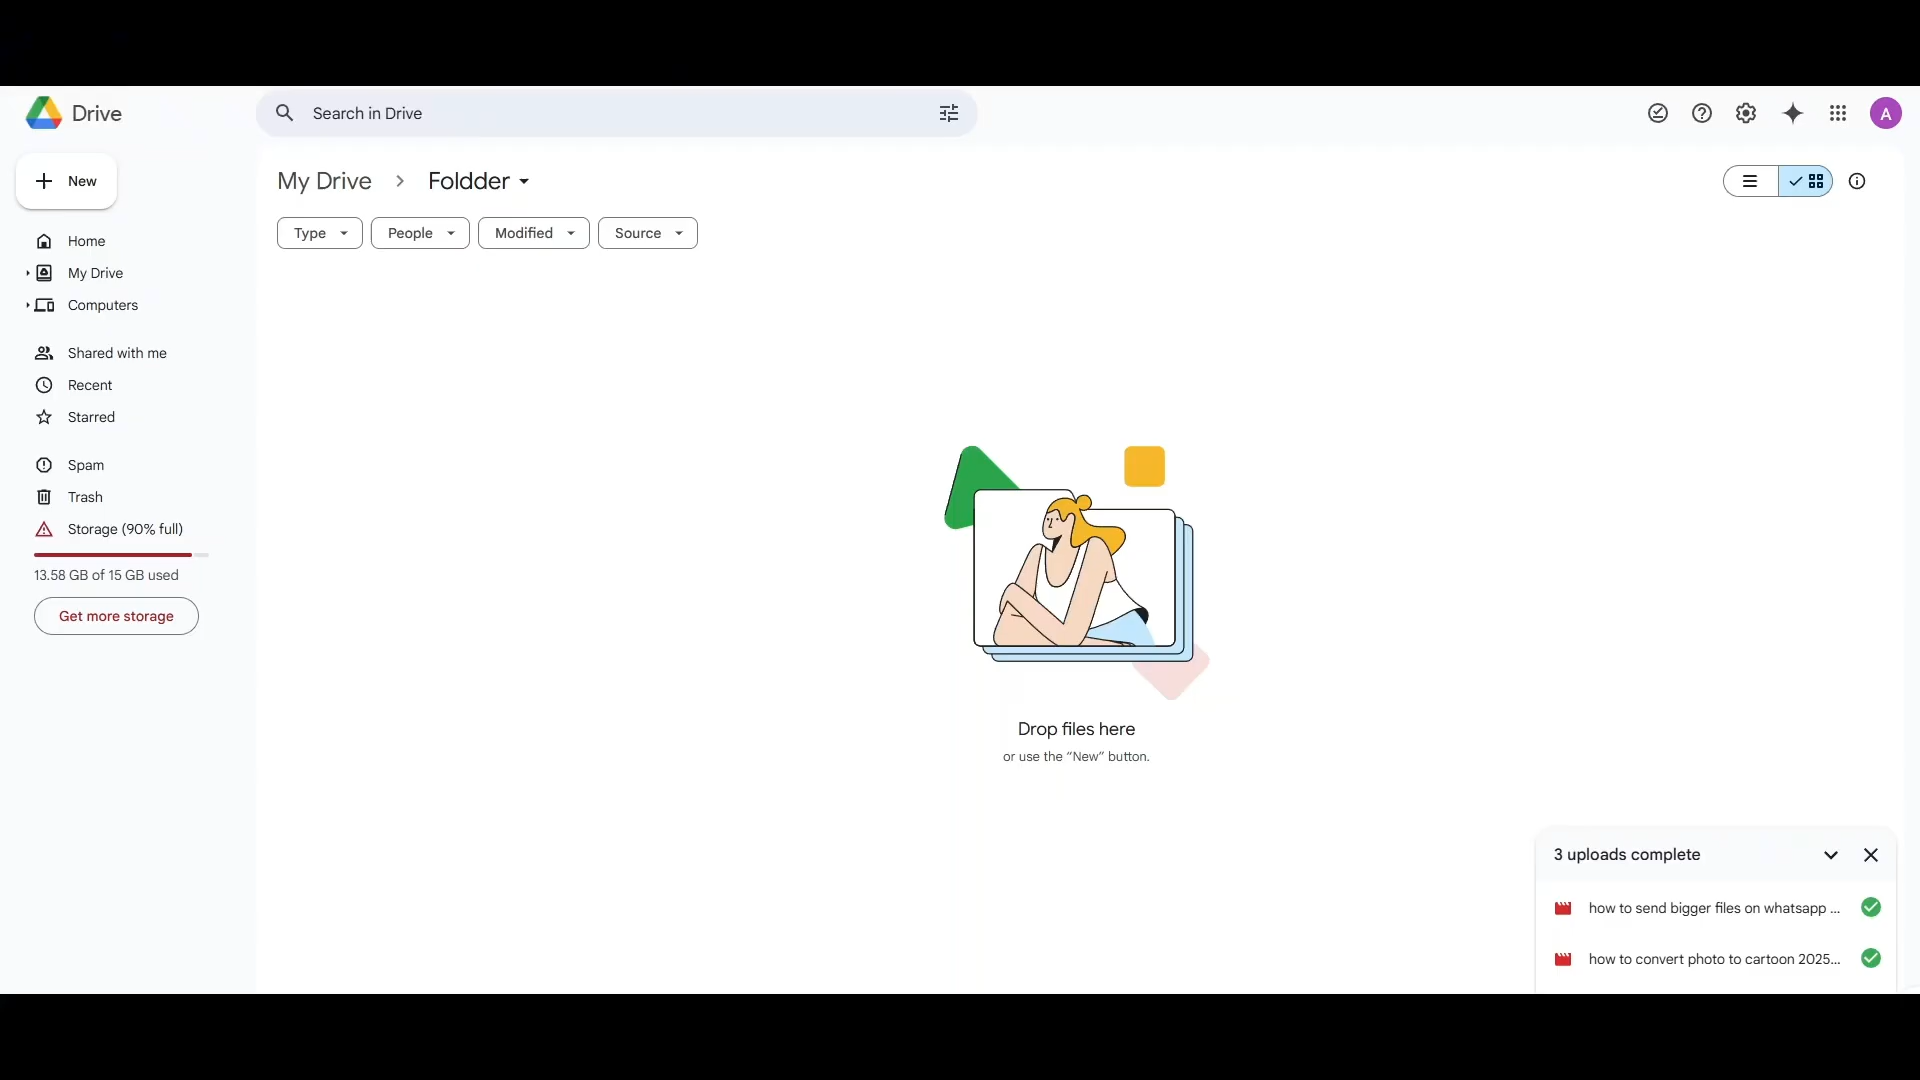 Drive
Search in Drive
A
New
My Drive
Foldder
Type
People
Modified
Source
Home
My Drive
Computers
Shared with me
Recent
Starred
Spam
Trash
Storage (90% full)
13.58 GB of 15 GB used
Get more storage
Drop files here
or use the “New” button.
3 uploads complete
how to send bigger files on whatsapp ...
how to convert photo to cartoon 2025...